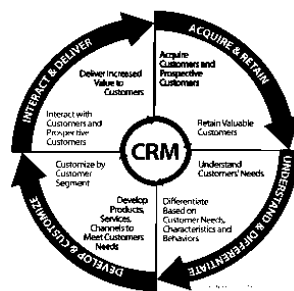 INTERACT & DELIVER
ACQUIRE & RETAIN
Acquire
Customers and
Prospective
Customers
Deliver Increased
Value to
Customers
Interact with
Customers and
Prospective
Customers
Retain Valuable
Customers
CRM
Customize by
Customer
Segment
Understand
Customers' Needs
Develop
Products,
Services,
Channels to
Meet Customers
Needs
Differentiate
Based on
Customer Needs,
Characteristics and
Behaviors
DEVELOP & CUSTOMIZE
UNDERSTAND & DIFFERENTIATE